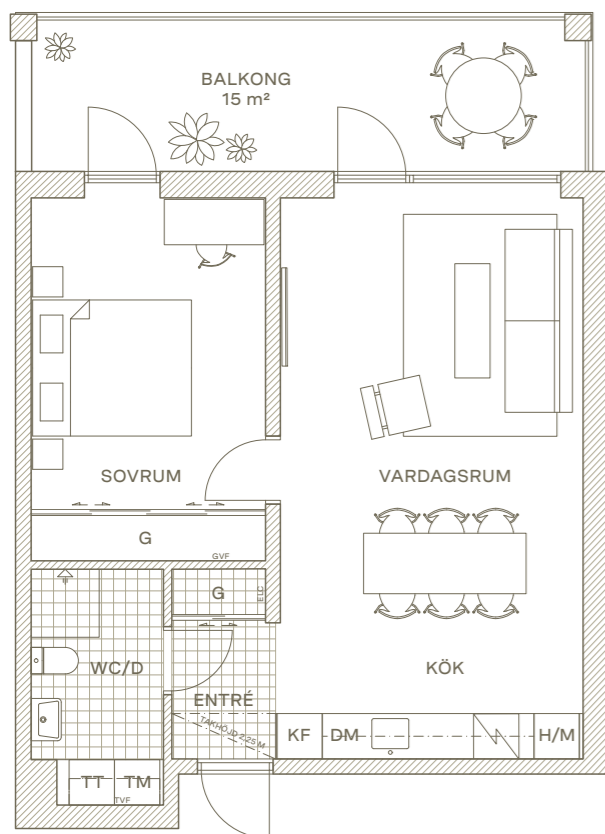 BALKONG
15 m²
SOVRUM
VARDAGSRUM
G
GVF
G
ELC
WC/D
ENTRÉ
KÖK
TAKHÖJD 2,25 M
KF
DM
H/M
TT
TM
TVF